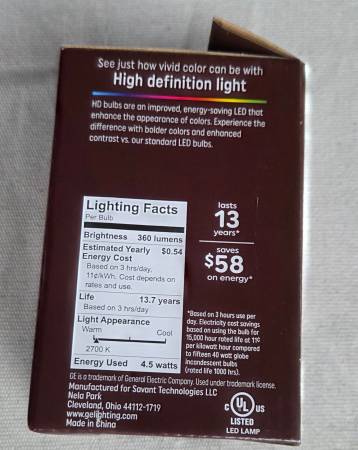 See just how vivid color can be with
High definition light
HD bulbs are an improved, energy-saving LED that
enhance the appearance of colors. Experience the
difference with bolder colors and enhanced
contrast vs. our standard LED bulbs.
Lighting Facts
Per Bulb
Brightness 360 lumens
Estimated Yearly $0.54
Energy Cost
Based on 3 hrs/day,
11¢/kWh. Cost depends on
rates and use.
Life 13.7 years
Based on 3 hrs/day
Light Appearance
Warm Cool
2700 K
Energy Used 4.5 watts
lasts
13
years*
saves
$58
on energy*
*Based on 3 hours use per
day. Electricity cost savings
based on using the bulb for
15,000 hour rated life at 11¢
per kilowatt hour compared
to fifteen 40 watt globe
incandescent bulbs
(rated life 1000 hrs).
GE is a trademark of General Electric Company. Used under trademark license.
Manufactured for Savant Technologies LLC
Nela Park
Cleveland, Ohio 44112-1719
www.gelighting.com
Made in China
c UL US
LISTED
LED LAMP